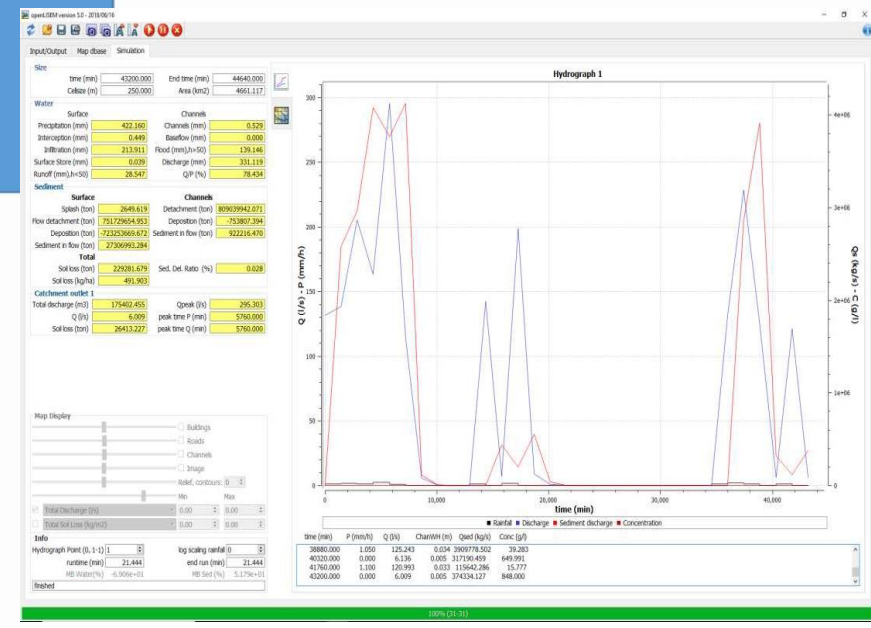 openLISEM version 5.0 - 2018/06/16
Input/Output Map dbase Simulation
Size
time (min) 43200.000 End time (min) 44640.000
Cellsize (m) 250.000 Area (km2) 4661.117
Water
Surface Channels
Precipitation (mm) 422.160 Channels (mm) 0.529
Interception (mm) 0.449 Baseflow (mm) 0.000
Infiltration (mm) 213.911 Flood (mm),h>50) 139.146
Surface Store (mm) 0.039 Discharge (mm) 331.119
Runoff (mm),h<50) 28.547 Q/P (%) 78.434
Sediment
Surface Channels
Splash (ton) 2649.619 Detachment (ton) 809039942.071
Flow detachment (ton) 751729654.953 Deposition (ton) -753807.394
Deposition (ton) -723253669.672 Sediment in flow (ton) 922216.470
Sediment in flow (ton) 27306993.284
Total
Soil loss (ton) 229281.679 Sed. Del. Ratio (%) 0.028
Soil loss (kg/ha) 491.903
Catchment outlet 1
Total discharge (m3) 175402.455 Qpeak (l/s) 295.303
Q (l/s) 6.009 peak time P (min) 5760.000
Soil loss (ton) 26413.227 peak time Q (min) 5760.000
Map Display
Buildings
Roads
Channels
Image
Relief, contours: 0
Min Max
Total Discharge (l/s) 0.00 0.00
Total Soil Loss (kg/m2) 0.00 0.00
Info
Hydrograph Point (0, 1-1) 1 log scaling rainfall 0
runtime (min) 21.444 end run (min) 21.444
MB Water(%) -6.906e+01 MB Sed (%) 5.179e+01
finished
Hydrograph 1
300
250
200
150
100
50
0
Q (l/s) - P (mm/h)
4e+06
3e+06
2e+06
1e+06
0
Qs (kg/s) - C (g/l)
0 10,000 20,000 30,000 40,000
time (min)
Rainfall Discharge Sediment discharge Concentration
time (min) P (mm/h) Q (l/s) ChanWH (m) Qsed (kg/s) Conc (g/l)
38880.000 1.050 125.243 0.034 3909778.502 39.283
40320.000 0.000 6.136 0.005 317190.459 649.991
41760.000 1.100 120.993 0.033 115642.286 15.777
43200.000 0.000 6.009 0.005 374334.127 848.000
100% (31-31)